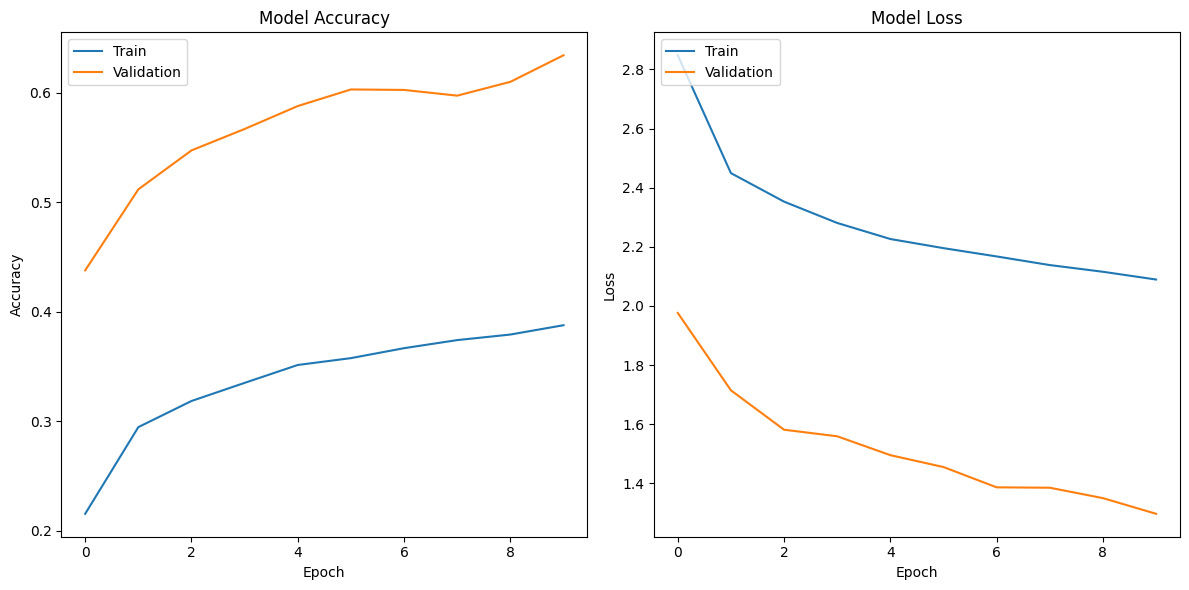 Model Accuracy
Train
Validation
0.6
0.5
0.4
0.3
0.2
Accuracy
0 2 4 6 8
Epoch
Model Loss
Train
Validation
2.8
2.6
2.4
2.2
2.0
1.8
1.6
1.4
Loss
0 2 4 6 8
Epoch